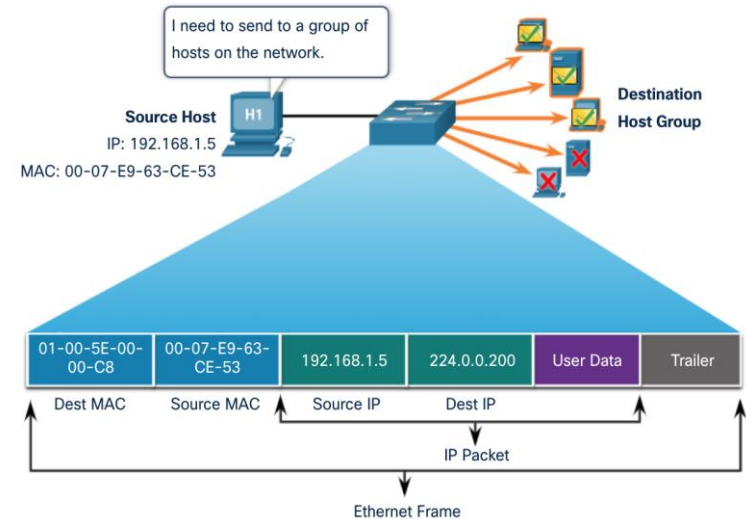 I need to send to a group of
hosts on the network.
Source Host
IP: 192.168.1.5
MAC: 00-07-E9-63-CE-53
H1
Destination
Host Group
01-00-5E-00-
00-C8
00-07-E9-63-
CE-53
192.168.1.5
224.0.0.200
User Data
Trailer
Dest MAC
Source MAC
Source IP
Dest IP
IP Packet
Ethernet Frame